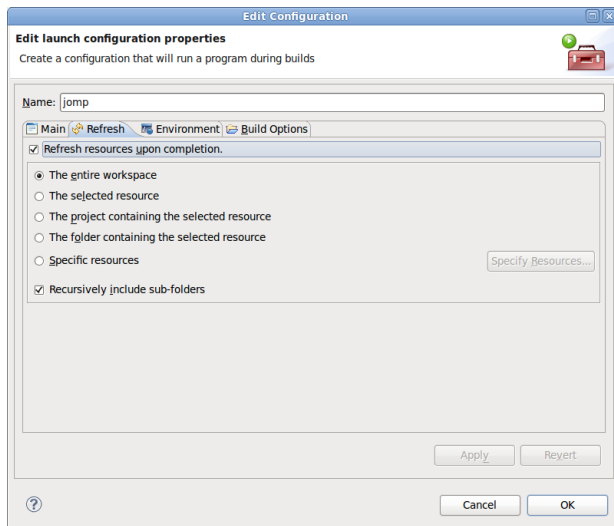 Edit Configuration
Edit launch configuration properties
Create a configuration that will run a program during builds
Name: jomp
Main Refresh Environment Build Options
Refresh resources upon completion.
The entire workspace
The selected resource
The project containing the selected resource
The folder containing the selected resource
Specific resources Specify Resources...
Recursively include sub-folders
Apply Revert
? Cancel OK